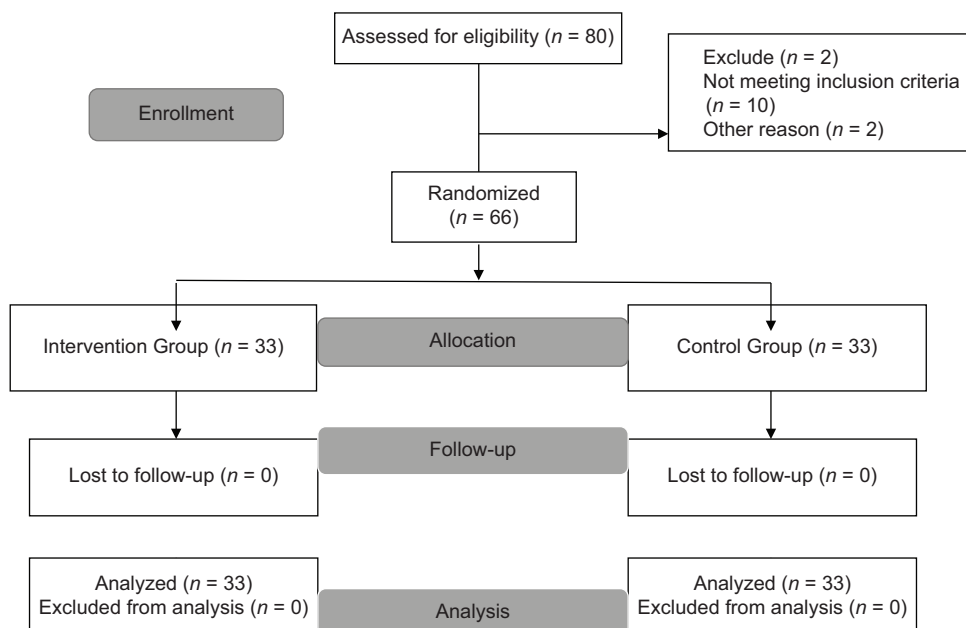 Assessed for eligibility (n = 80)
Exclude (n = 2)
Not meeting inclusion criteria
(n = 10)
Other reason (n = 2)
Enrollment
Randomized
(n = 66)
Intervention Group (n = 33)
Allocation
Control Group (n = 33)
Lost to follow-up (n = 0)
Follow-up
Lost to follow-up (n = 0)
Analyzed (n = 33)
Excluded from analysis (n = 0)
Analysis
Analyzed (n = 33)
Excluded from analysis (n = 0)